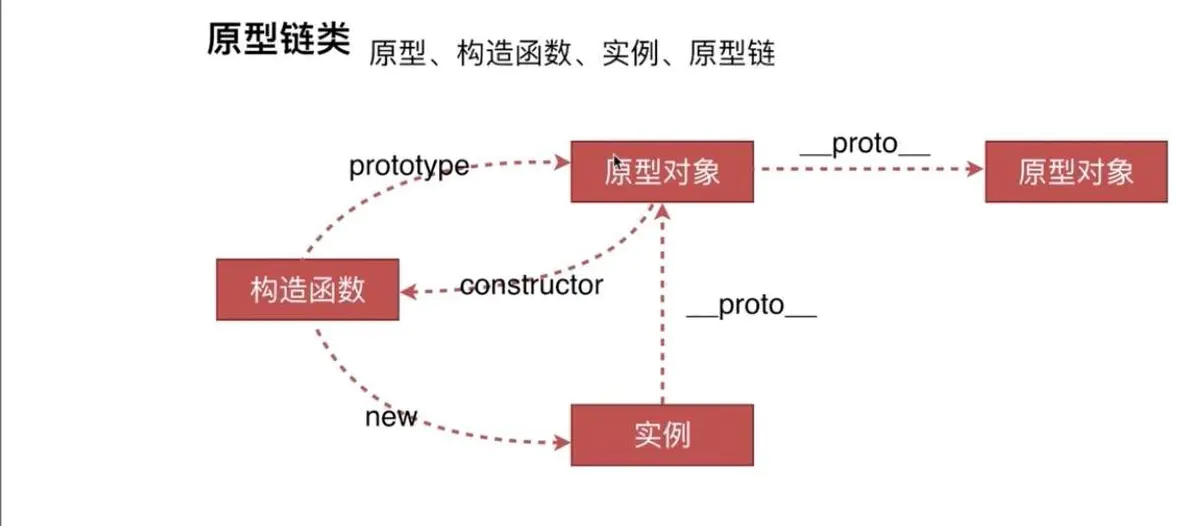 原型链类
原型、构造函数、实例、原型链
prototype
原型对象
__proto__
原型对象
构造函数
constructor
__proto__
new
实例